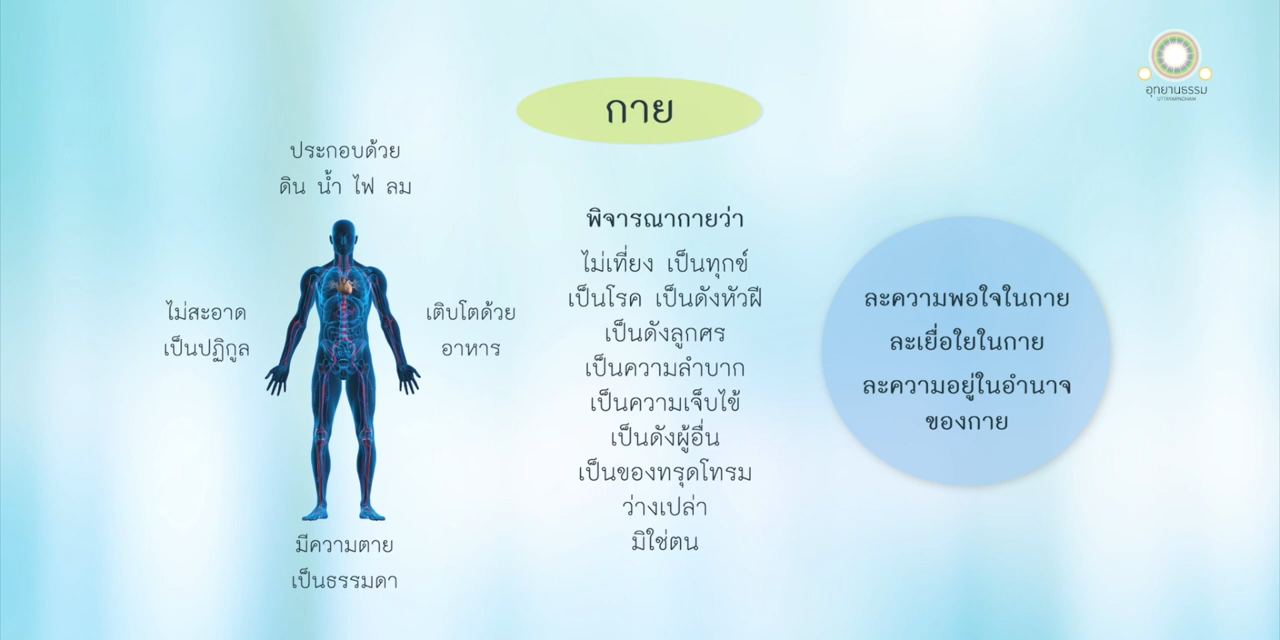 อุทยานธรรม
UTTAYARNDHAM
กาย
ประกอบด้วย
ดิน น้ำ ไฟ ลม
ไม่สะอาด
เป็นปฏิกูล
เติบโตด้วย
อาหาร
มีความตาย
เป็นธรรมดา
พิจารณากายว่า
ไม่เที่ยง เป็นทุกข์
เป็นโรค เป็นดังหัวฝี
เป็นดังลูกศร
เป็นความลำบาก
เป็นความเจ็บไข้
เป็นดังผู้อื่น
เป็นของทรุดโทรม
ว่างเปล่า
มิใช่ตน
ละความพอใจในกาย
ละเยื่อใยในกาย
ละความอยู่ในอำนาจ
ของกาย